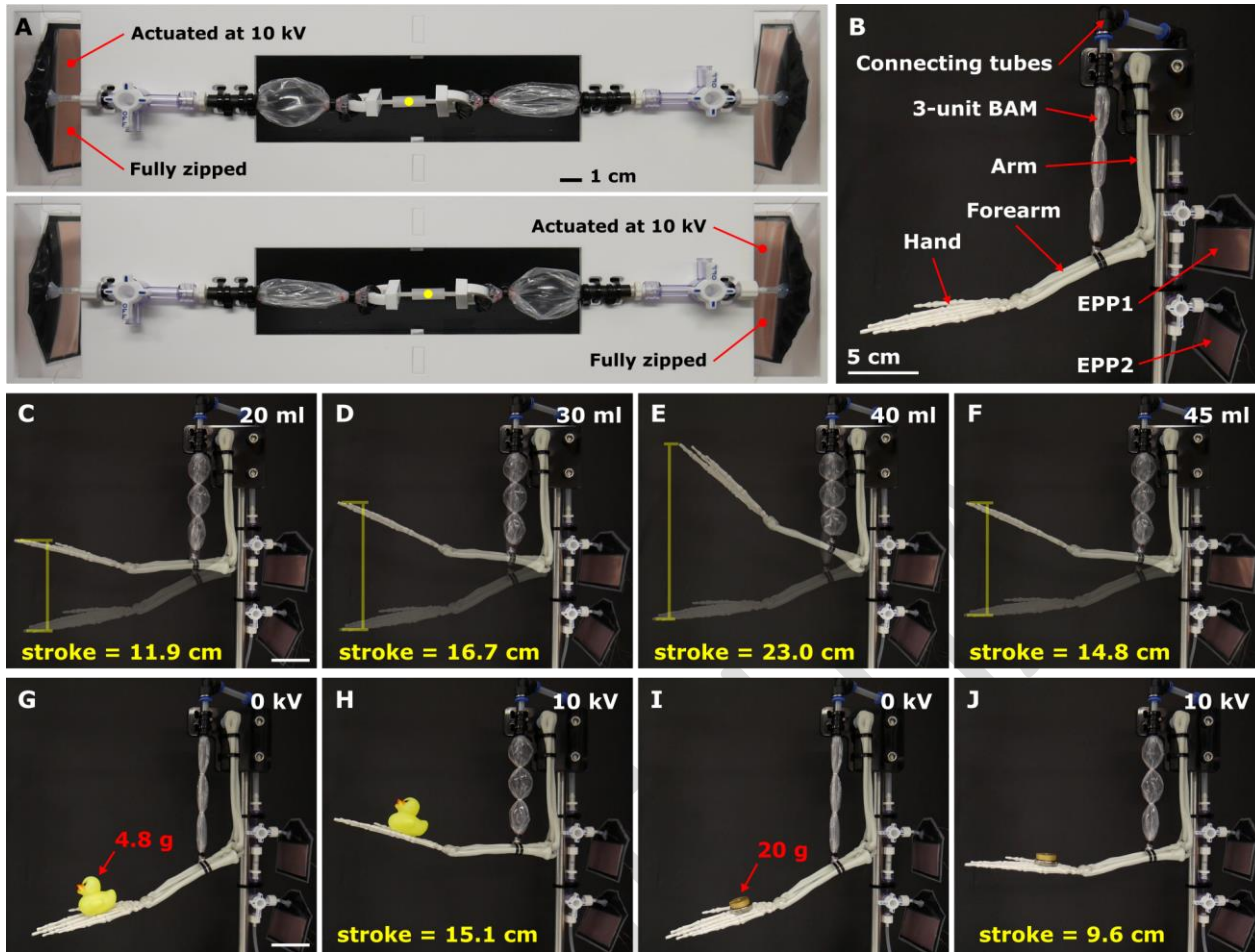 A
Actuated at 10 kV
Fully zipped
1 cm
Actuated at 10 kV
Fully zipped
B
Connecting tubes
3-unit BAM
Arm
Forearm
Hand
EPP1
5 cm
EPP2
C
20 ml
stroke = 11.9 cm
D
30 ml
stroke = 16.7 cm
E
40 ml
stroke = 23.0 cm
F
45 ml
stroke = 14.8 cm
G
0 kV
4.8 g
H
10 kV
stroke = 15.1 cm
I
0 kV
20 g
J
10 kV
stroke = 9.6 cm